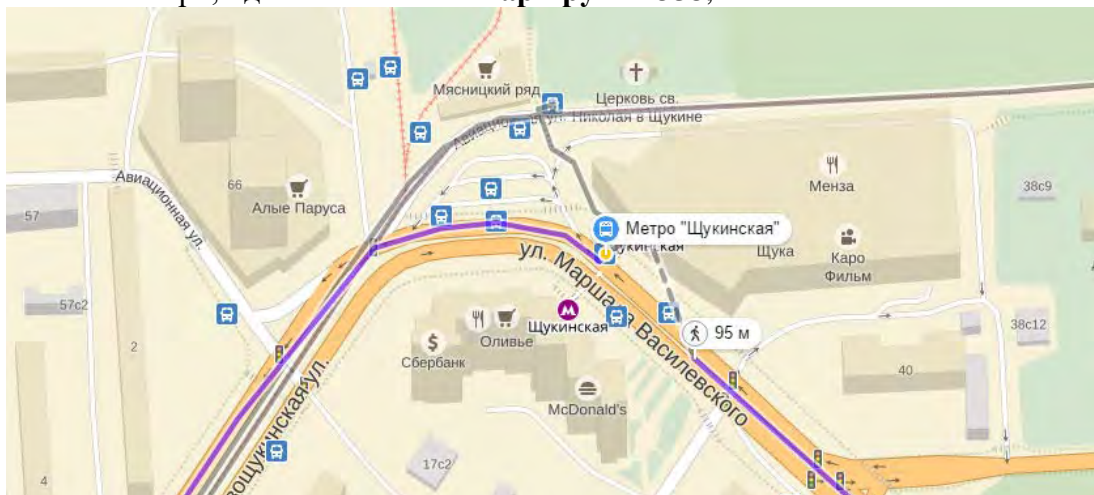 Мясницкий ряд
Церковь св.
Николая в Щукине
Авиационная ул.
66
Алые Паруса
57
57с2
2
4
Менза
38с9
Метро "Щукинская"
Щука
Каро
Фильм
ул. Маршала Василевского
95 м
38с12
40
Щукинская
Оливье
Сбербанк
McDonald's
17с2